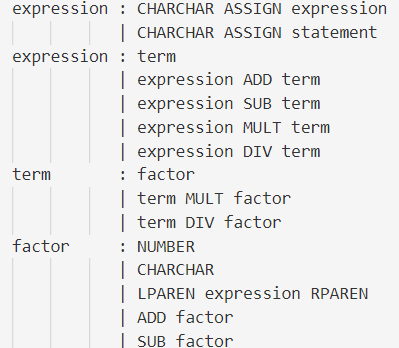 expression : CHARCHAR ASSIGN expression
| CHARCHAR ASSIGN statement
expression : term
| expression ADD term
| expression SUB term
| expression MULT term
| expression DIV term
term : factor
| term MULT factor
| term DIV factor
factor : NUMBER
| CHARCHAR
| LPAREN expression RPAREN
| ADD factor
| SUB factor